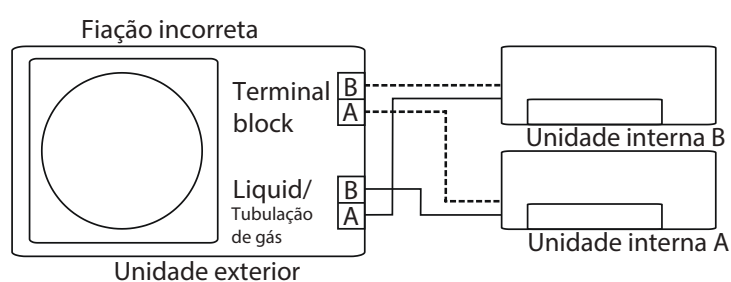 Fiação incorreta
Terminal
block
B
A
Liquid/
Tubulação
de gás
B
A
Unidade exterior
Unidade interna B
Unidade interna A